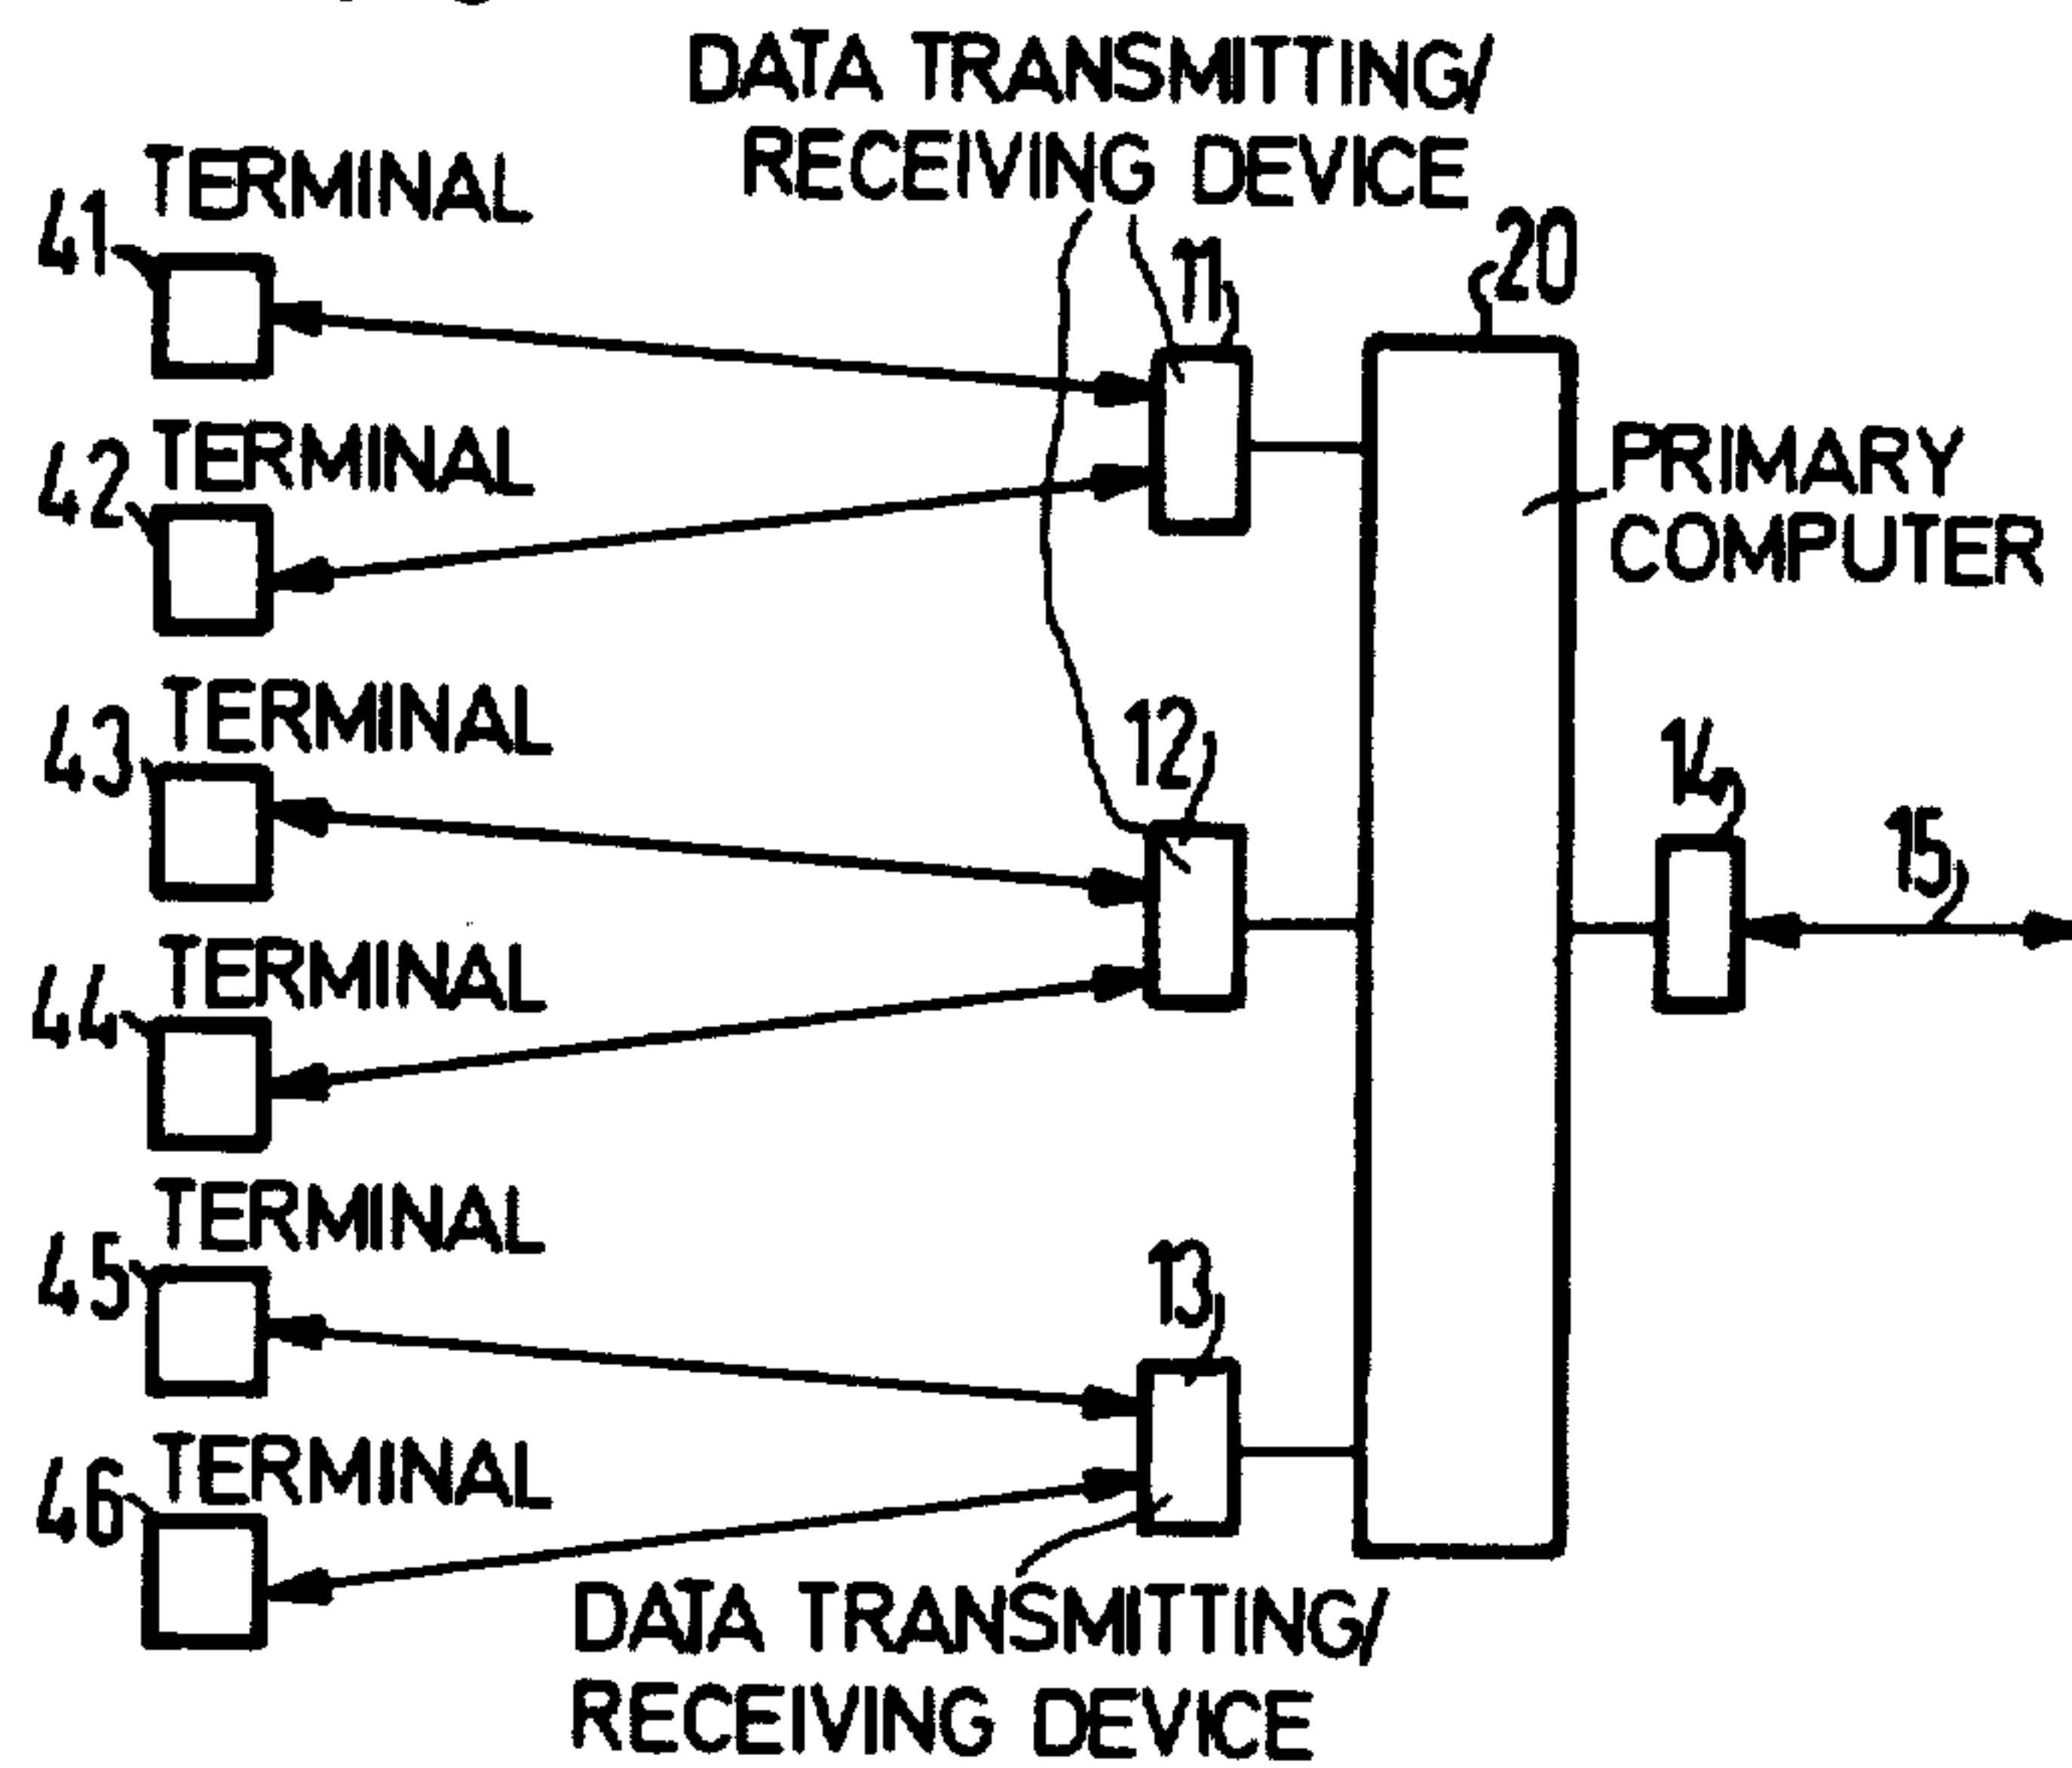 DATA TRANSMITTING/
RECEIVING DEVICE
TERMINAL
41
11
20
TERMINAL
42
PRIMARY
COMPUTER
TERMINAL
43
12
14
15
TERMINAL
44
TERMINAL
45
13
TERMINAL
46
DATA TRANSMITTING/
RECEIVING DEVICE